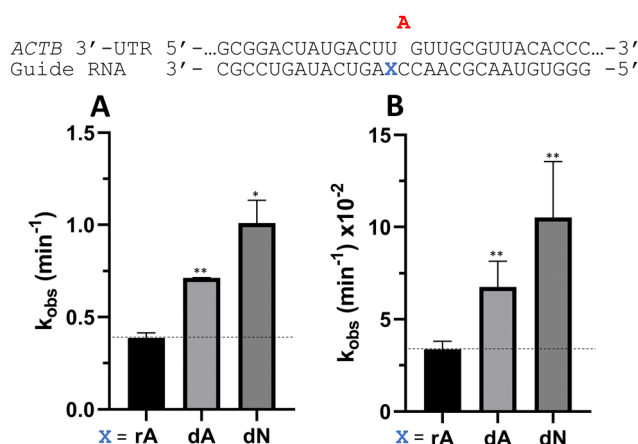 A
ACTB 3’-UTR 5’-…GCGGACUAUGACUU GUUGCGUUACACCC…-3’
Guide RNA 3’- CGCCUGAUACUGAXCCAACGCAAUGUGGG -5’
A
kobs (min-1)
1.5
1.0
0.5
0.0
**
*
X = rA dA dN
B
kobs (min-1) x10-2
15
10
5
0
**
**
X = rA dA dN